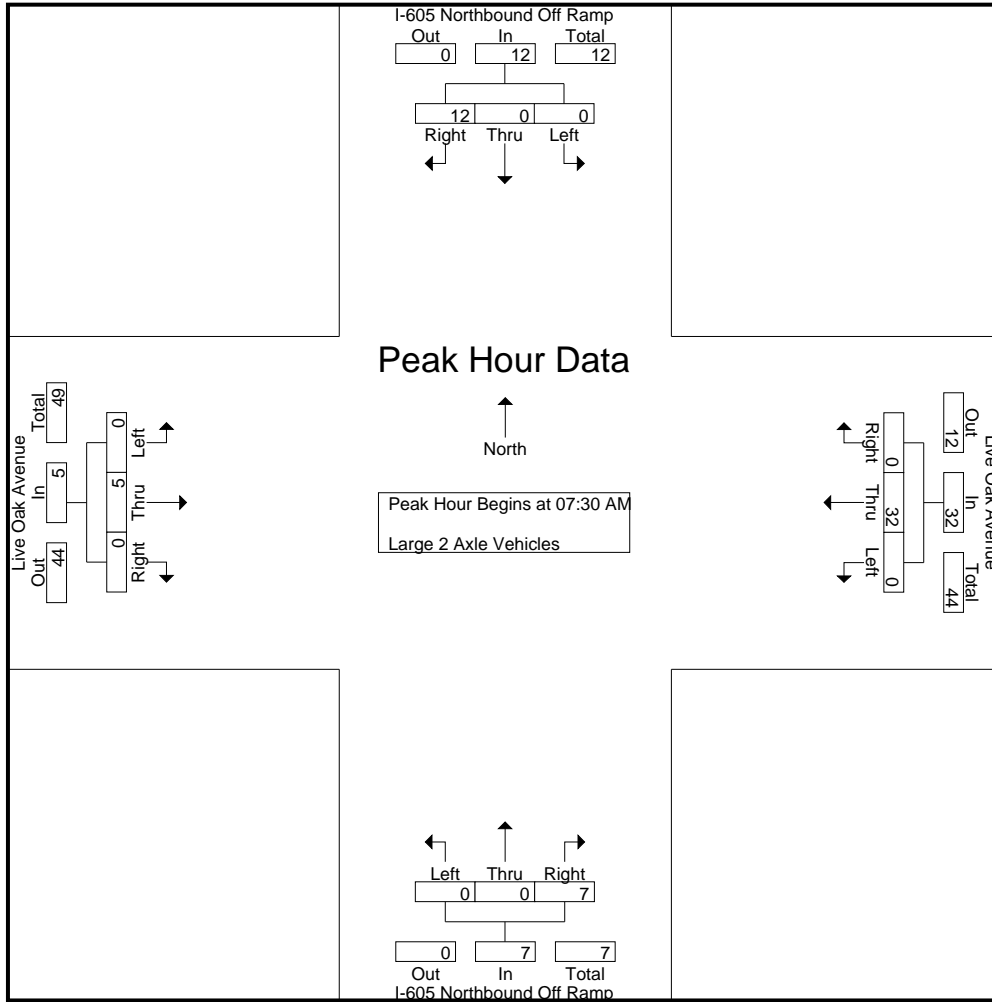 I-605 Northbound Off Ramp
Out In Total
0 12 12
12 0 0
Right Thru Left
Peak Hour Data
North
Peak Hour Begins at 07:30 AM
Large 2 Axle Vehicles
Live Oak Avenue
Total In Out
49 5 44
0 5 0
Left Thru Right
Right Thru Left
0 32 0
Out In Total
12 32 44
Live Oak Avenue
Left Thru Right
0 0 7
0 7 7
Out In Total
I-605 Northbound Off Ramp